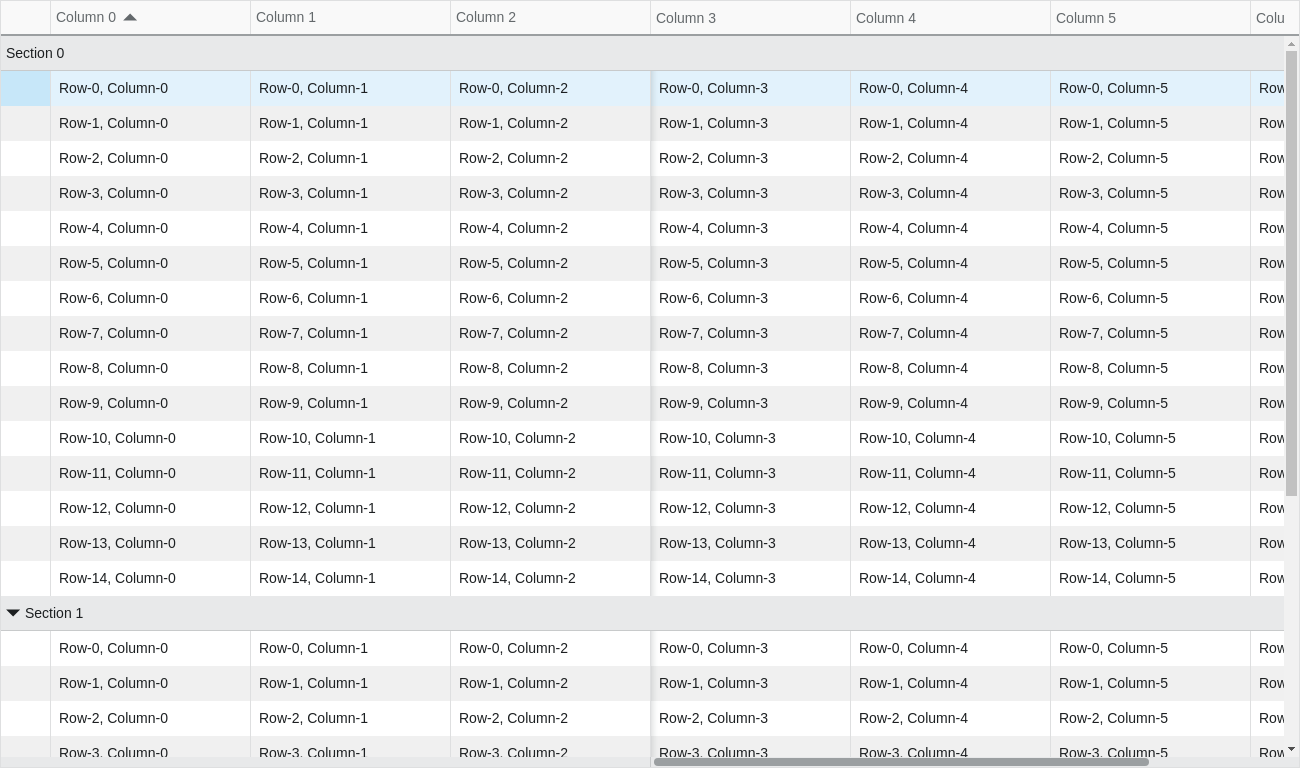 Column 0 Column 1 Column 2 Column 3 Column 4 Column 5 Colu
Section 0
Row-0, Column-0 Row-0, Column-1 Row-0, Column-2 Row-0, Column-3 Row-0, Column-4 Row-0, Column-5 Row
Row-1, Column-0 Row-1, Column-1 Row-1, Column-2 Row-1, Column-3 Row-1, Column-4 Row-1, Column-5 Row
Row-2, Column-0 Row-2, Column-1 Row-2, Column-2 Row-2, Column-3 Row-2, Column-4 Row-2, Column-5 Row
Row-3, Column-0 Row-3, Column-1 Row-3, Column-2 Row-3, Column-3 Row-3, Column-4 Row-3, Column-5 Row
Row-4, Column-0 Row-4, Column-1 Row-4, Column-2 Row-4, Column-3 Row-4, Column-4 Row-4, Column-5 Row
Row-5, Column-0 Row-5, Column-1 Row-5, Column-2 Row-5, Column-3 Row-5, Column-4 Row-5, Column-5 Row
Row-6, Column-0 Row-6, Column-1 Row-6, Column-2 Row-6, Column-3 Row-6, Column-4 Row-6, Column-5 Row
Row-7, Column-0 Row-7, Column-1 Row-7, Column-2 Row-7, Column-3 Row-7, Column-4 Row-7, Column-5 Row
Row-8, Column-0 Row-8, Column-1 Row-8, Column-2 Row-8, Column-3 Row-8, Column-4 Row-8, Column-5 Row
Row-9, Column-0 Row-9, Column-1 Row-9, Column-2 Row-9, Column-3 Row-9, Column-4 Row-9, Column-5 Row
Row-10, Column-0 Row-10, Column-1 Row-10, Column-2 Row-10, Column-3 Row-10, Column-4 Row-10, Column-5 Row
Row-11, Column-0 Row-11, Column-1 Row-11, Column-2 Row-11, Column-3 Row-11, Column-4 Row-11, Column-5 Row
Row-12, Column-0 Row-12, Column-1 Row-12, Column-2 Row-12, Column-3 Row-12, Column-4 Row-12, Column-5 Row
Row-13, Column-0 Row-13, Column-1 Row-13, Column-2 Row-13, Column-3 Row-13, Column-4 Row-13, Column-5 Row
Row-14, Column-0 Row-14, Column-1 Row-14, Column-2 Row-14, Column-3 Row-14, Column-4 Row-14, Column-5 Row
Section 1
Row-0, Column-0 Row-0, Column-1 Row-0, Column-2 Row-0, Column-3 Row-0, Column-4 Row-0, Column-5 Row
Row-1, Column-0 Row-1, Column-1 Row-1, Column-2 Row-1, Column-3 Row-1, Column-4 Row-1, Column-5 Row
Row-2, Column-0 Row-2, Column-1 Row-2, Column-2 Row-2, Column-3 Row-2, Column-4 Row-2, Column-5 Row
Row-3, Column-0 Row-3, Column-1 Row-3, Column-2 Row-3, Column-3 Row-3, Column-4 Row-3, Column-5 Row